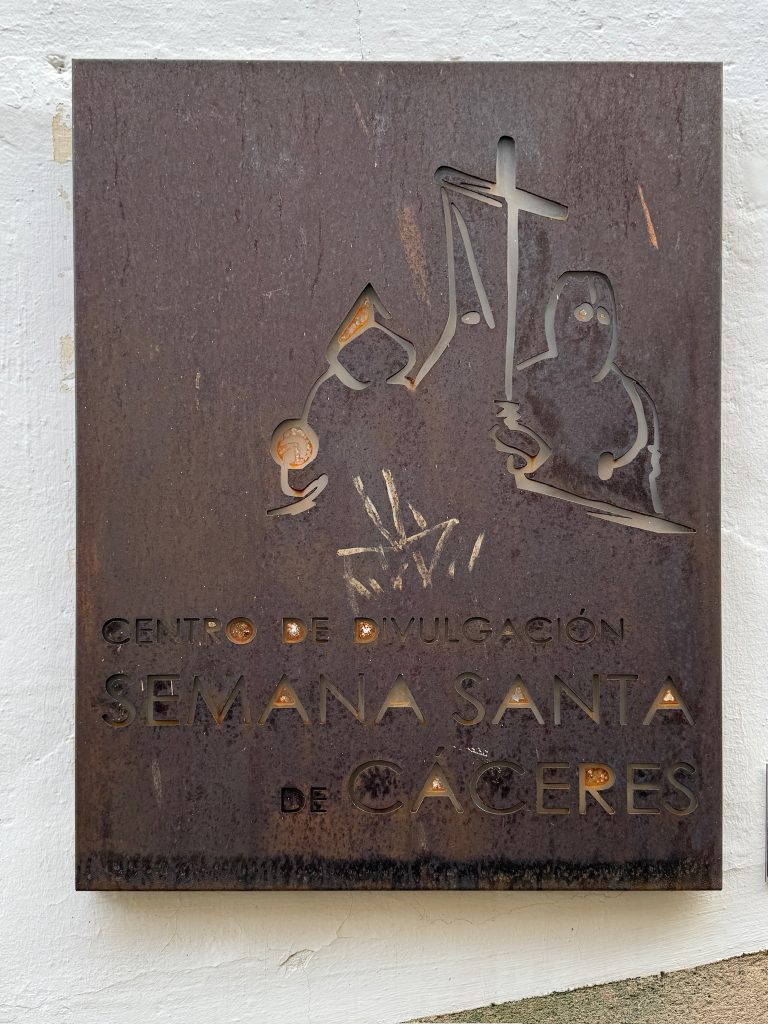 CENTRO DE DIVULGACIÓN
SEMANA SANTA
DE CÁCERES